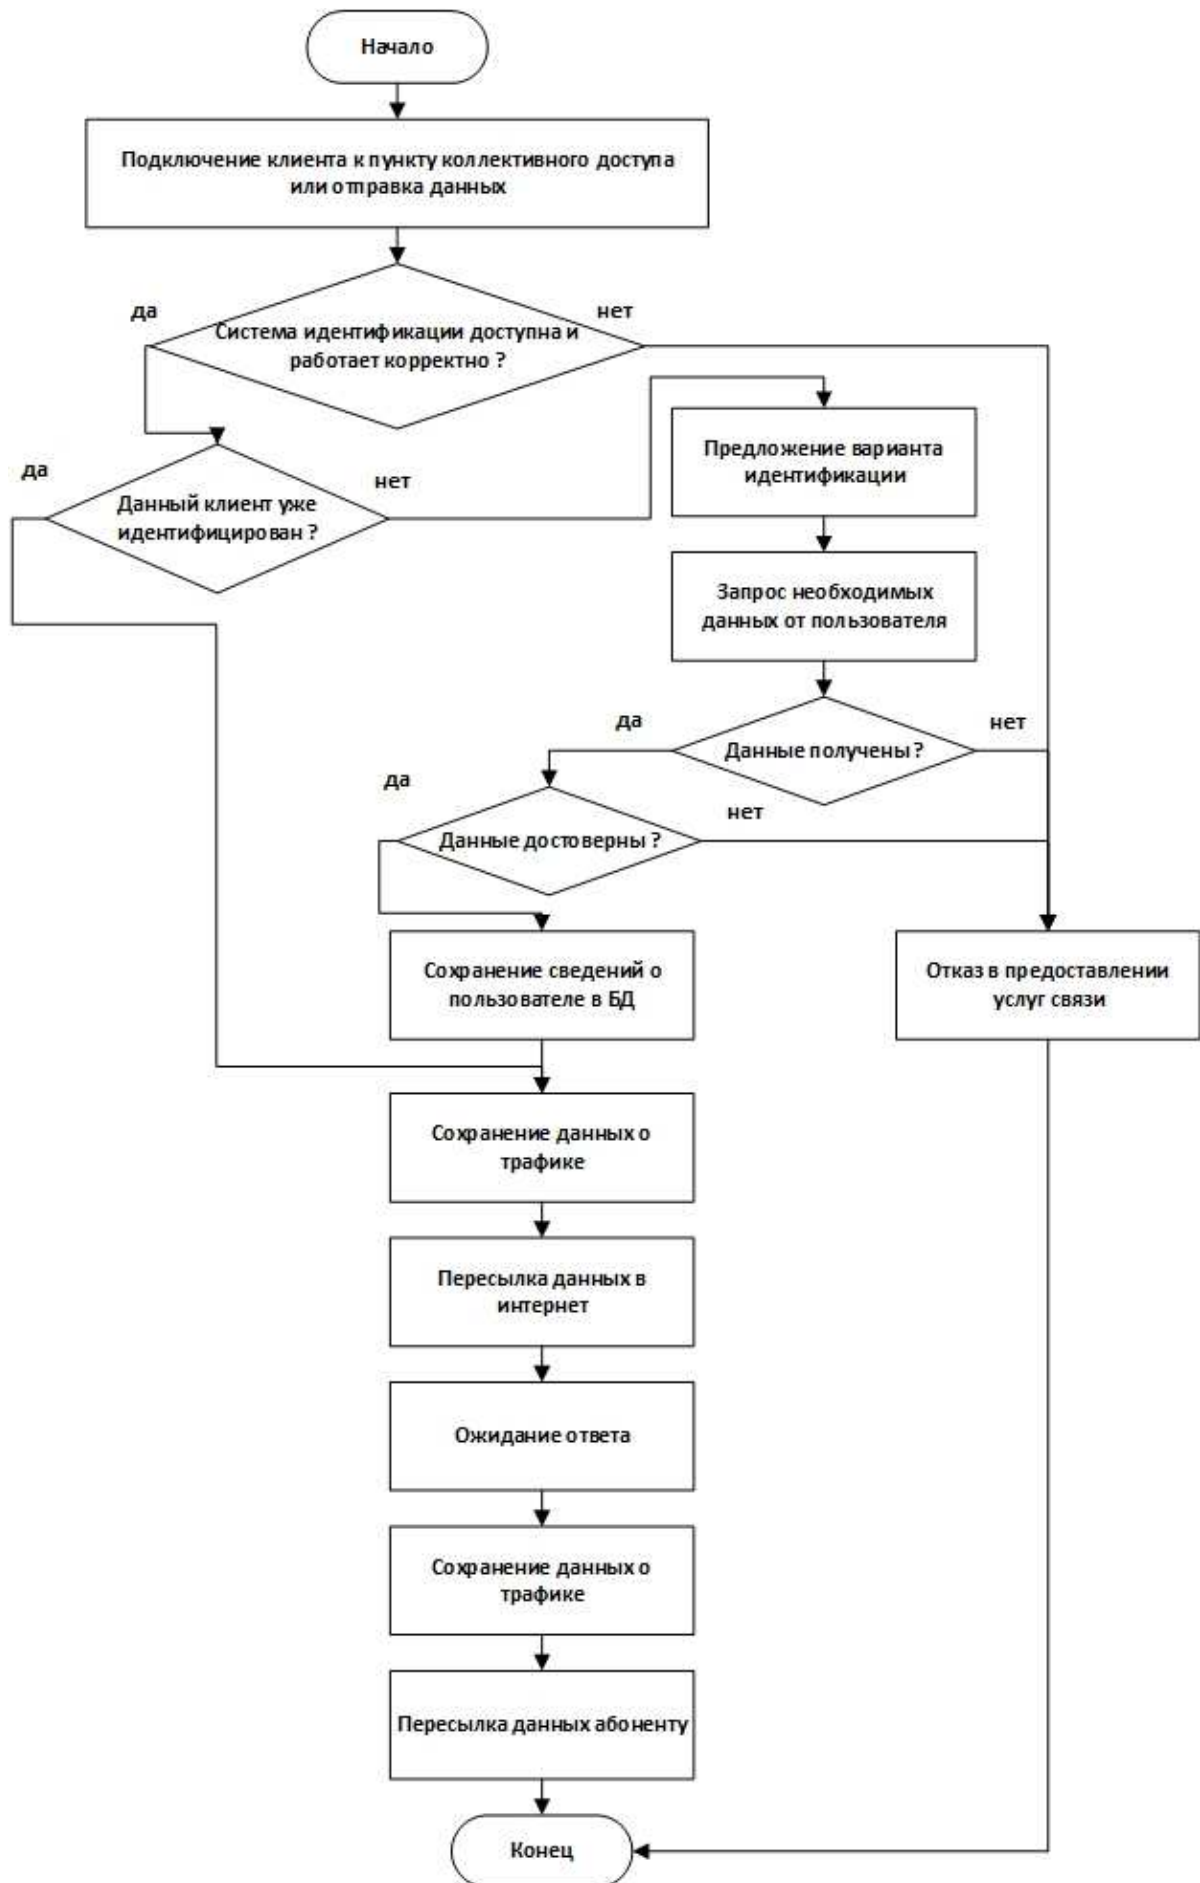 Начало
Подключение клиента к пункту коллективного доступа
или отправка данных
да
нет
Система идентификации доступна и
работает корректно ?
Предложение варианта
идентификации
да
нет
Данный клиент уже
идентифицирован ?
Запрос необходимых
данных от пользователя
да
нет
Данные получены ?
да
нет
Данные достоверны ?
Сохранение сведений о
пользователе в БД
Отказ в предоставлении
услуг связи
Сохранение данных о
трафике
Пересылка данных в
интернет
Ожидание ответа
Сохранение данных о
трафике
Пересылка данных абоненту
Конец